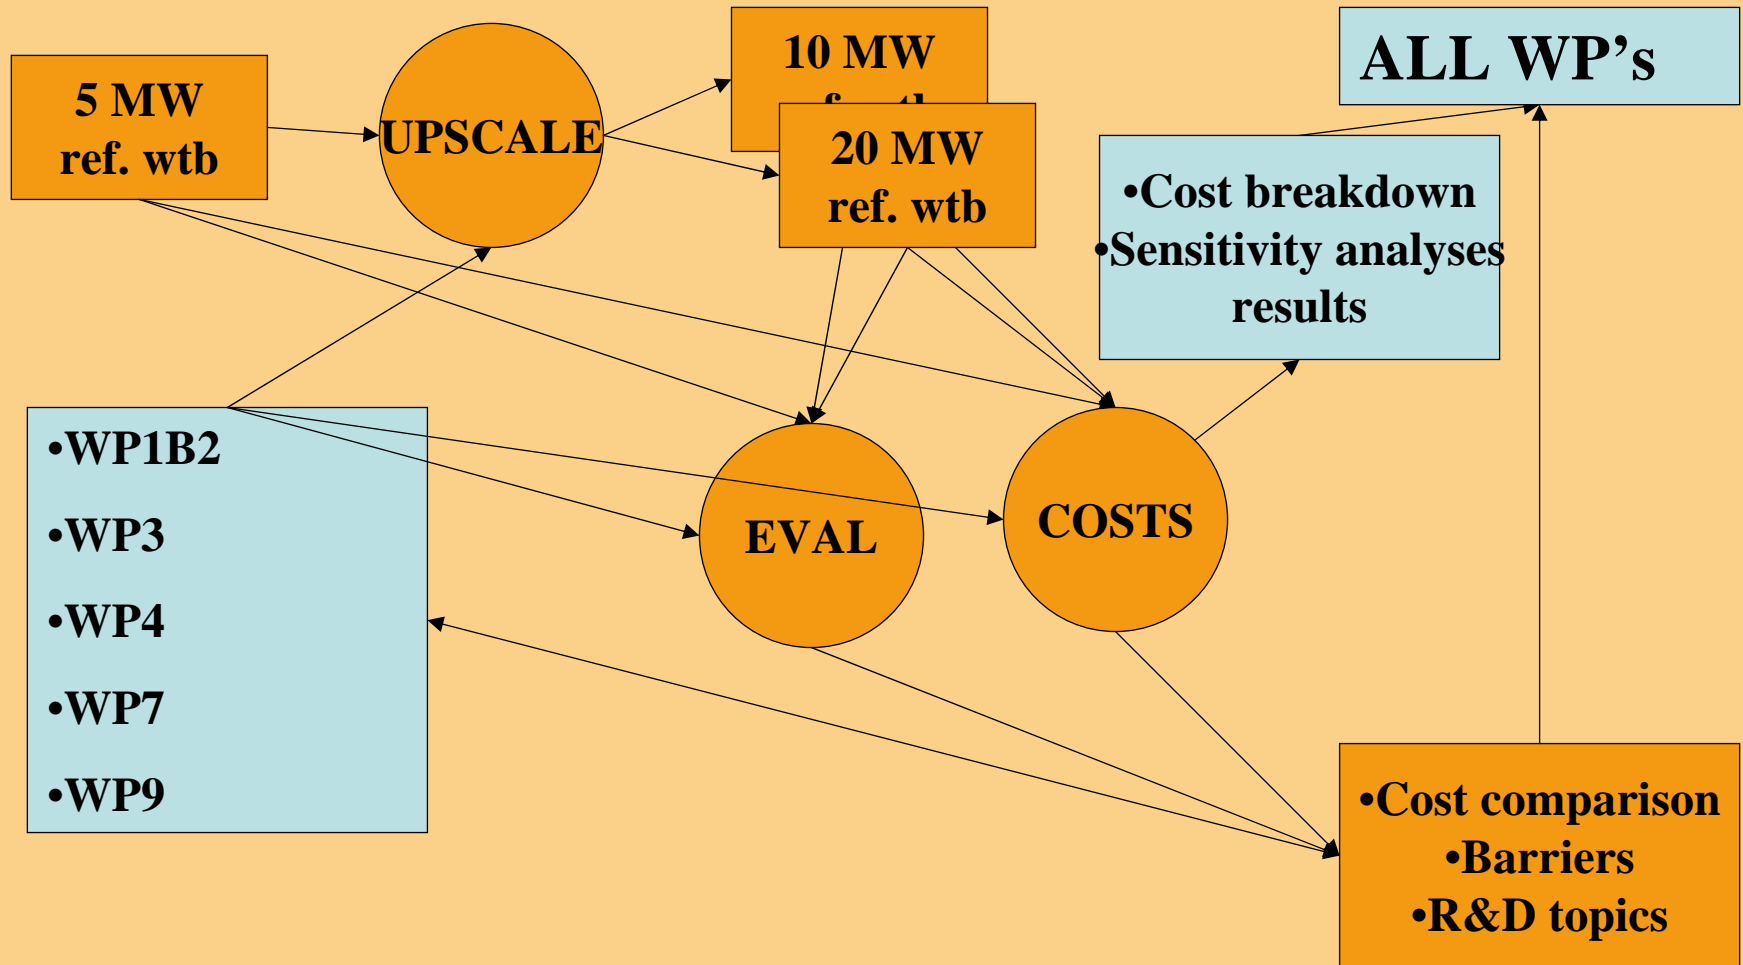 5 MW
ref. wtb
UPSCALE
10 MW
20 MW
ref. wtb
ALL WP’s
•Cost breakdown
•Sensitivity analyses
results
•WP1B2
•WP3
•WP4
•WP7
•WP9
EVAL
COSTS
•Cost comparison
•Barriers
•R&D topics